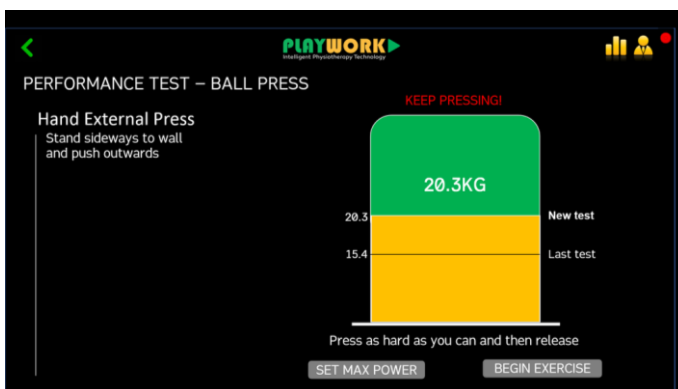 PLAYWORK
Intelligent Physiotherapy Technology
PERFORMANCE TEST – BALL PRESS
Hand External Press
Stand sideways to wall
and push outwards
KEEP PRESSING!
20.3KG
20.3
New test
15.4
Last test
Press as hard as you can and then release
SET MAX POWER
BEGIN EXERCISE